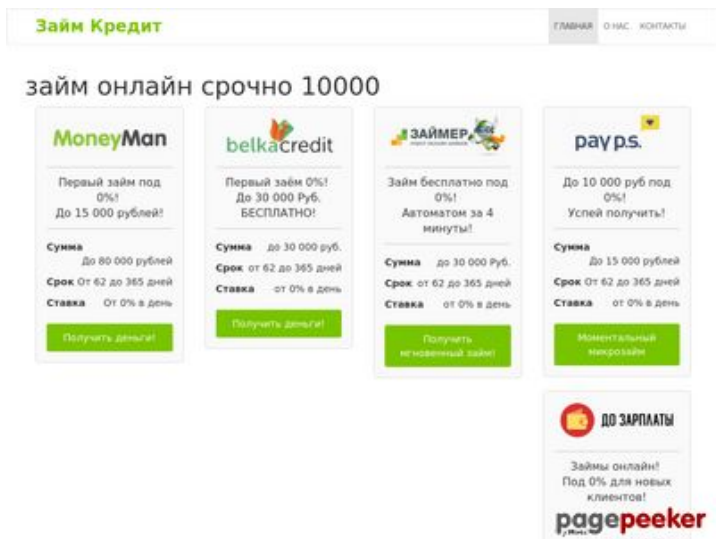 Займ Кредит
ГЛАВНАЯ О НАС. КОНТАКТЫ
займ онлайн срочно 10000
MoneyMan
Первый займ под
0%!
До 15 000 рублей!
Сумма
До 80 000 рублей
Срок От 62 до 365 дней
Ставка От 0% в день
Получить деньги!
belkacredit
Первый заём 0%!
До 30 000 Руб.
БЕСПЛАТНО!
Сумма до 30 000 руб.
Срок от 62 до 365 дней
Ставка от 0% в день
Получить деньги!
ЗАЙМЕР
Займ бесплатно под
0%!
Автоматом за 4
минуты!
Сумма до 30 000 Руб.
Срок от 62 до 365 дней
Ставка от 0% в день
Получить
мгновенный займ!
pay p.s.
До 10 000 руб под
0%!
Успей получить!
Сумма
До 15 000 рублей
Срок От 62 до 365 дней
Ставка от 0% в день
Моментальный
микрозайм
ДО ЗАРПЛАТЫ
Займы онлайн!
Под 0% для новых
клиентов!
pagepeeker